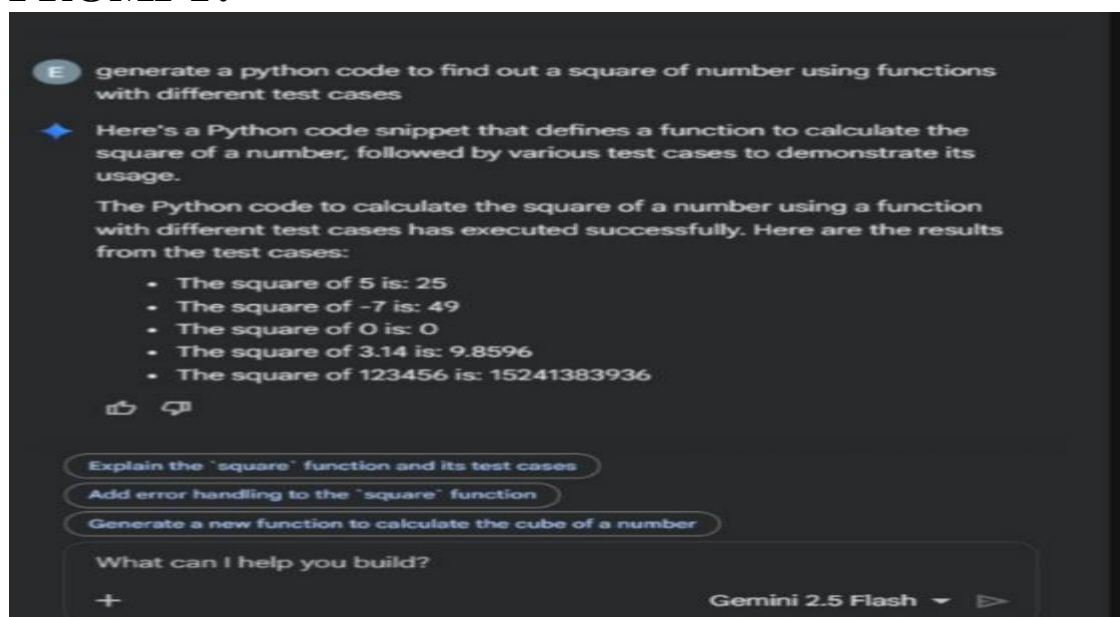 E
generate a python code to find out a square of number using functions
with different test cases
Here's a Python code snippet that defines a function to calculate the
square of a number, followed by various test cases to demonstrate its
usage.
The Python code to calculate the square of a number using a function
with different test cases has executed successfully. Here are the results
from the test cases:
• The square of 5 is: 25
• The square of -7 is: 49
• The square of 0 is: 0
• The square of 3.14 is: 9.8596
• The square of 123456 is: 15241383936
Explain the `square` function and its test cases
Add error handling to the `square` function
Generate a new function to calculate the cube of a number
What can I help you build?
+ Gemini 2.5 Flash